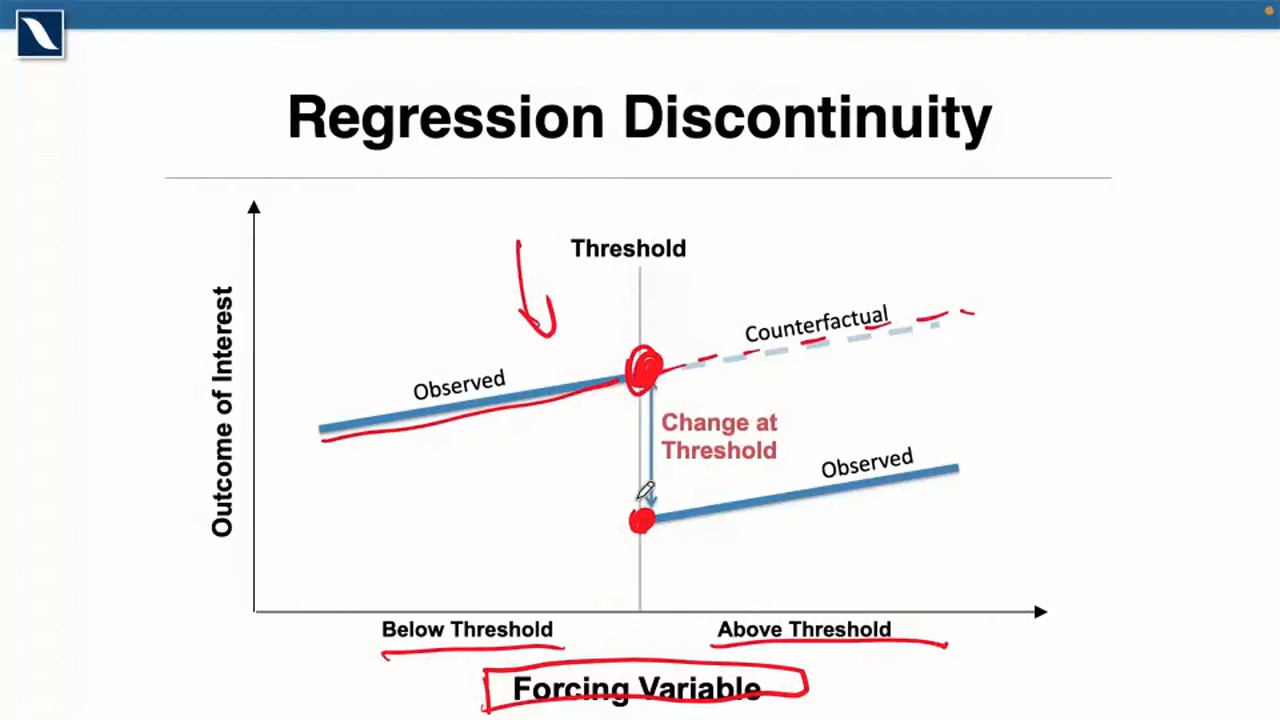 Regression Discontinuity
Threshold
Counterfactual
Observed
Change at
Threshold
Observed
Outcome of Interest
Below Threshold
Above Threshold
Forcing Variable